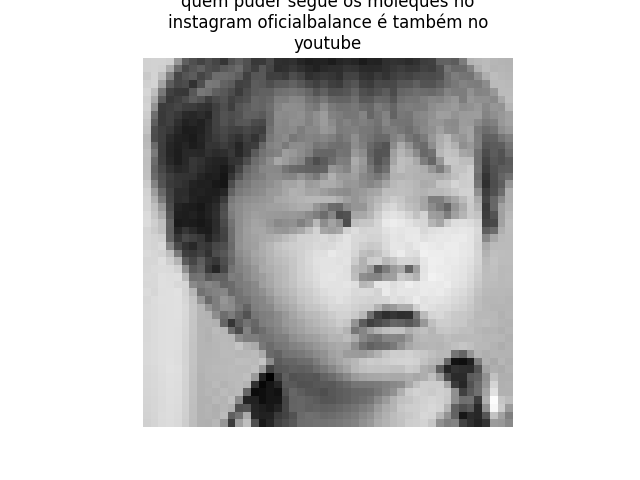 quem puder segue os moleques no
instagram oficialbalance é também no
youtube